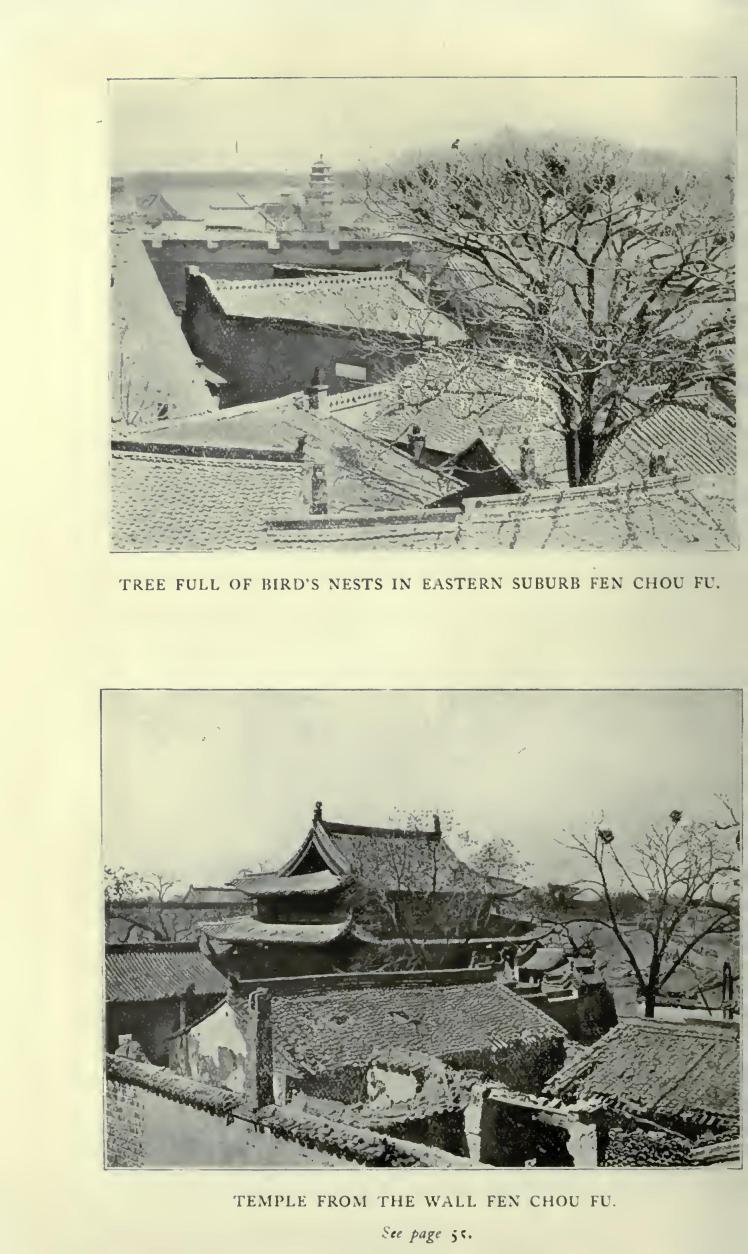 TREE FULL OF BIRD'S NESTS IN EASTERN SUBURB FEN CHOU FU.
TEMPLE FROM THE WALL FEN CHOU FU.
See page 55.